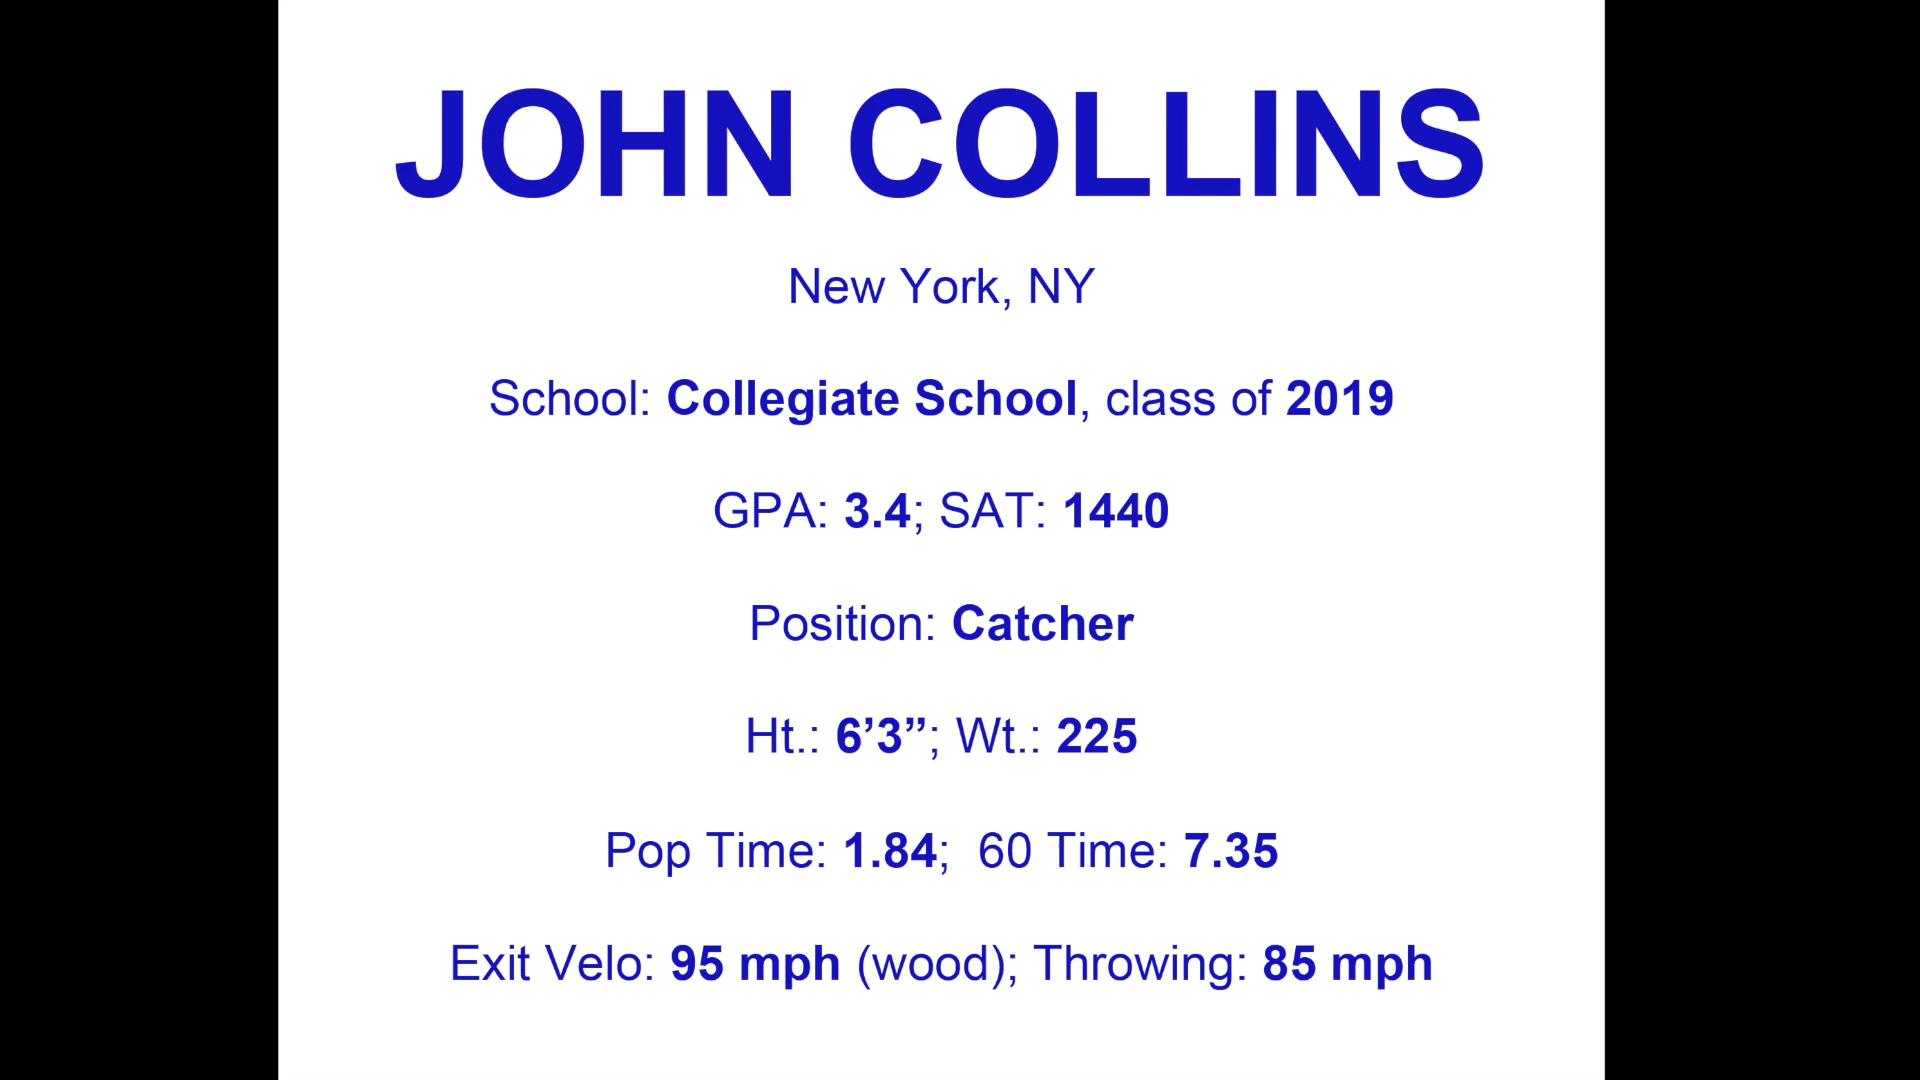 JOHN COLLINS
New York, NY
School: Collegiate School, class of 2019
GPA: 3.4; SAT: 1440
Position: Catcher
Ht.: 6’3”; Wt.: 225
Pop Time: 1.84;  60 Time: 7.35
Exit Velo: 95 mph (wood); Throwing: 85 mph